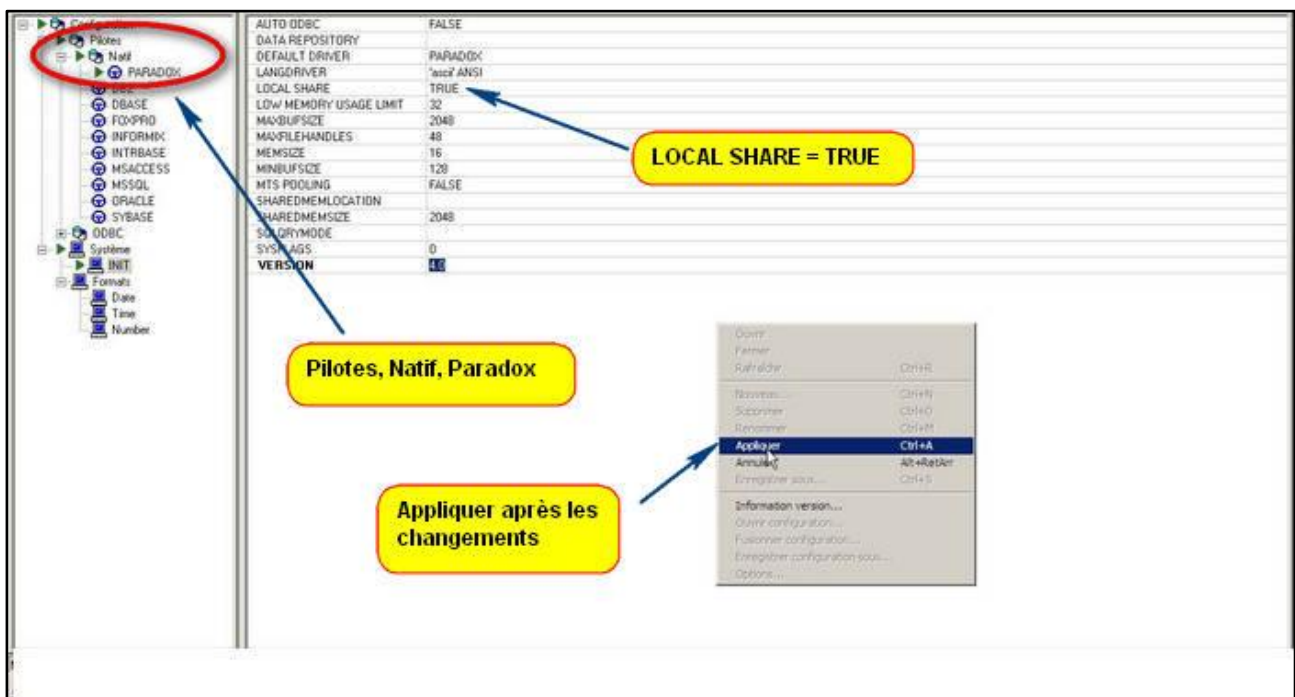 Configuration
Pilotes
Natif
PARADOX
DB2
DBASE
FOXPRO
INFORMIX
INTRBASE
MSACCESS
MSSQL
ORACLE
SYBASE
ODBC
Système
INIT
Formats
Date
Time
Number
AUTO ODBC FALSE
DATA REPOSITORY
DEFAULT DRIVER PARADOX
LANGDRIVER 'ascii' ANSI
LOCAL SHARE TRUE
LOW MEMORY USAGE LIMIT 32
MAXBUFSIZE 2048
MAXFILEHANDLES 48
MEMSIZE 16
MINBUFSIZE 128
MTS POOLING FALSE
SHAREDMEMLOCATION
SHAREDMEMSIZE 2048
SQLQRYMODE
SYSFLAGS 0
VERSION 4.0
LOCAL SHARE = TRUE
Pilotes, Natif, Paradox
Appliquer après les
changements
Ouvrir
Fermer
Rafraîchir Ctrl+R
Nouveau... Ctrl+N
Supprimer Ctrl+D
Renommer Ctrl+M
Appliquer Ctrl+A
Annuler Alt+RetArr
Enregistrer sous... Ctrl+S
Information version...
Ouvrir configuration...
Fusionner configuration...
Enregistrer configuration sous...
Options...